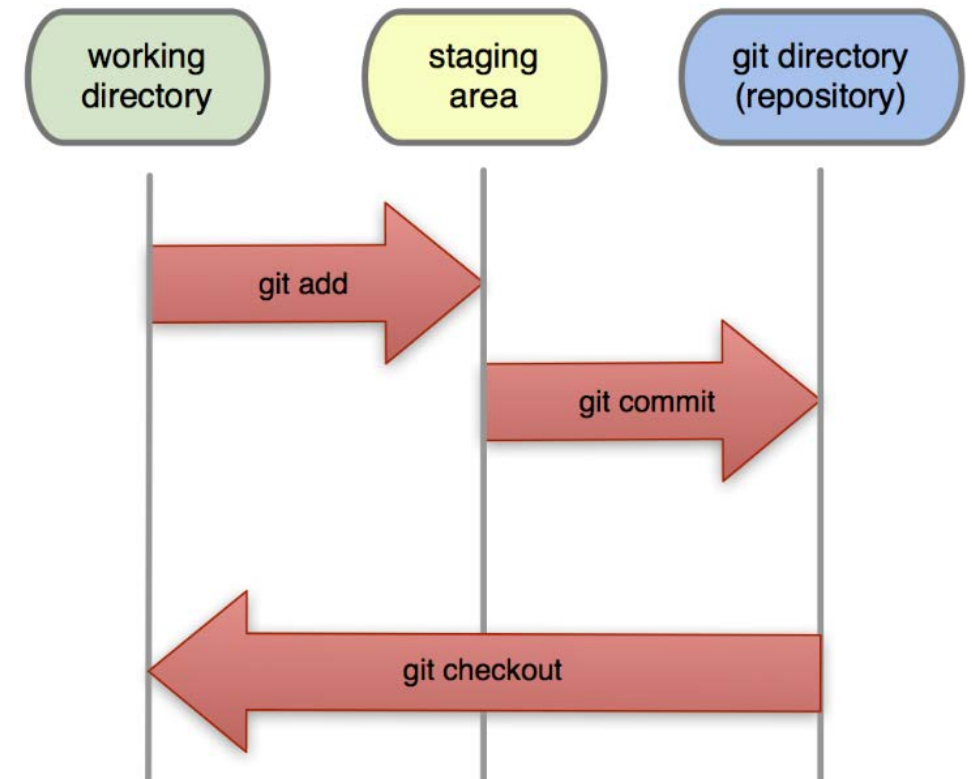 working
directory
staging
area
git directory
(repository)
git add
git commit
git checkout